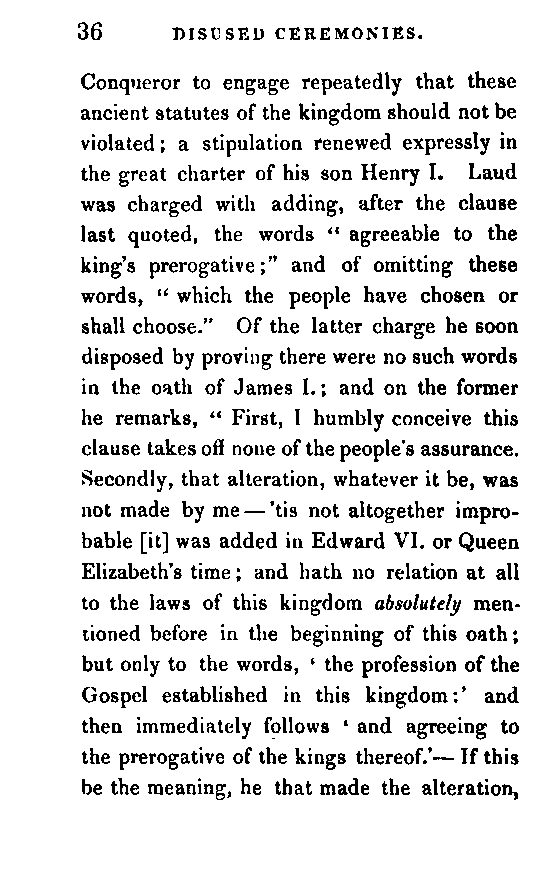 36 DISUSED CEREMONIES.
Conqueror to engage repeatedly that these
ancient statutes of the kingdom should not be
violated; a stipulation renewed expressly in
the great charter of his son Henry I. Laud
was charged with adding, after the clause
last quoted, the words “ agreeable to the
king's prerogative;” and of omitting these
words, “ which the people have chosen or
shall choose.” Of the latter charge he soon
disposed by proving there were no such words
in the oath of James I.; and on the former
he remarks, “ First, I humbly conceive this
clause takes off none of the people's assurance.
Secondly, that alteration, whatever it be, was
not made by me — 'tis not altogether impro-
bable [it] was added in Edward VI. or Queen
Elizabeth's time; and hath no relation at all
to the laws of this kingdom absolutely men-
tioned before in the beginning of this oath;
but only to the words, ‘ the profession of the
Gospel established in this kingdom:’ and
then immediately follows ‘ and agreeing to
the prerogative of the kings thereof.’— If this
be the meaning, he that made the alteration,